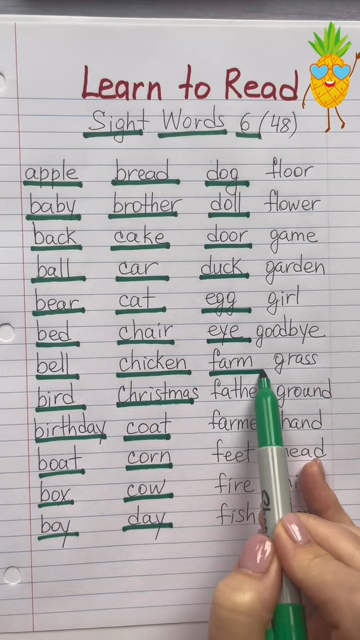 Learn to Read
Sight Words 6 (48)
apple bread dog floor
baby brother doll flower
back cake door game
ball car duck garden
bear cat egg girl
bed chair eye goodbye
bell chicken farm grass
bird Christmas ground
birthday coat hand
boat corn feet head
box cow fire
boy day fish